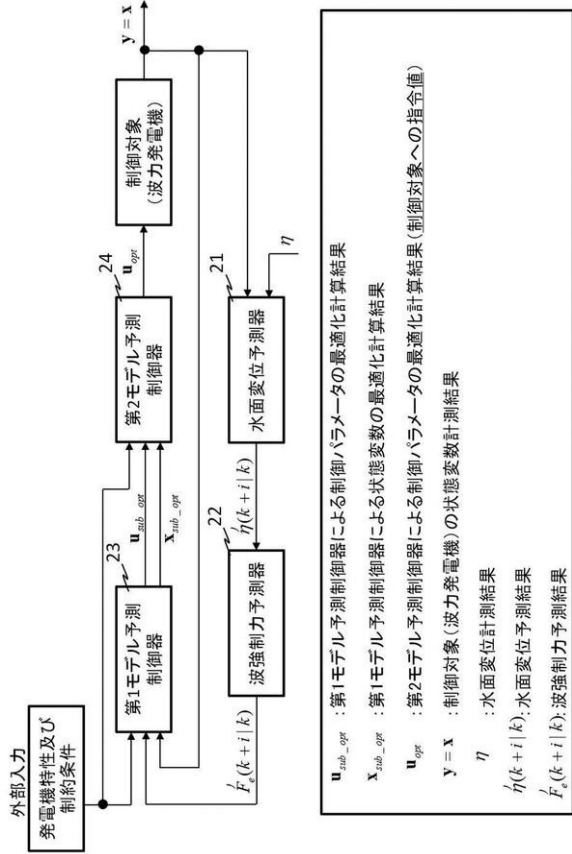 外部入力
発電機特性及び
制約条件
23
第1モデル予測
制御器
u_sub_opt
x_sub_opt
24
第2モデル予測
制御器
u_opt
制御対象
(波力発電機)
y = x
22
波強制力予測器
F̂_e(k+i|k)
η̂(k+i|k)
21
水面変位予測器
η
u_sub_opt :第1モデル予測制御器による制御パラメータの最適化計算結果
x_sub_opt :第1モデル予測制御器による状態変数の最適化計算結果
u_opt :第2モデル予測制御器による制御パラメータの最適化計算結果(制御対象への指令値)
y = x :制御対象(波力発電機)の状態変数計測結果
η :水面変位計測結果
η̂(k+i|k):水面変位予測結果
F̂_e(k+i|k):波強制力予測結果